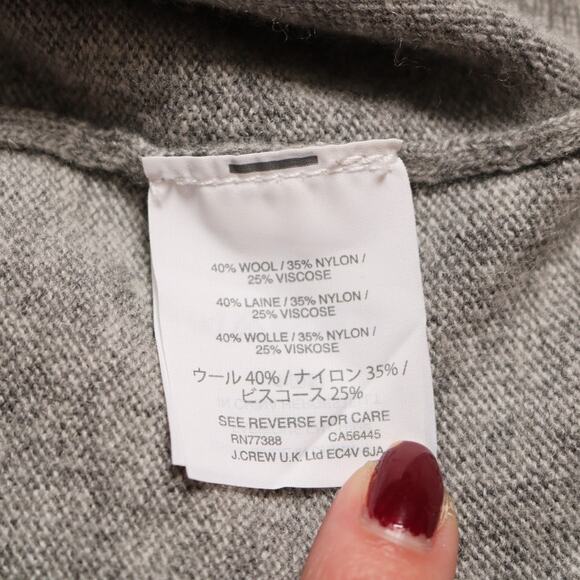 40% WOOL / 35% NYLON /
25% VISCOSE
40% LAINE / 35% NYLON /
25% VISCOSE
40% WOLLE / 35% NYLON /
25% VISKOSE
ウール 40% / ナイロン 35% /
ビスコース 25%
SEE REVERSE FOR CARE
RN77388 CA56445
J.CREW U.K. Ltd EC4V 6JA